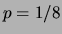 p = 1/8